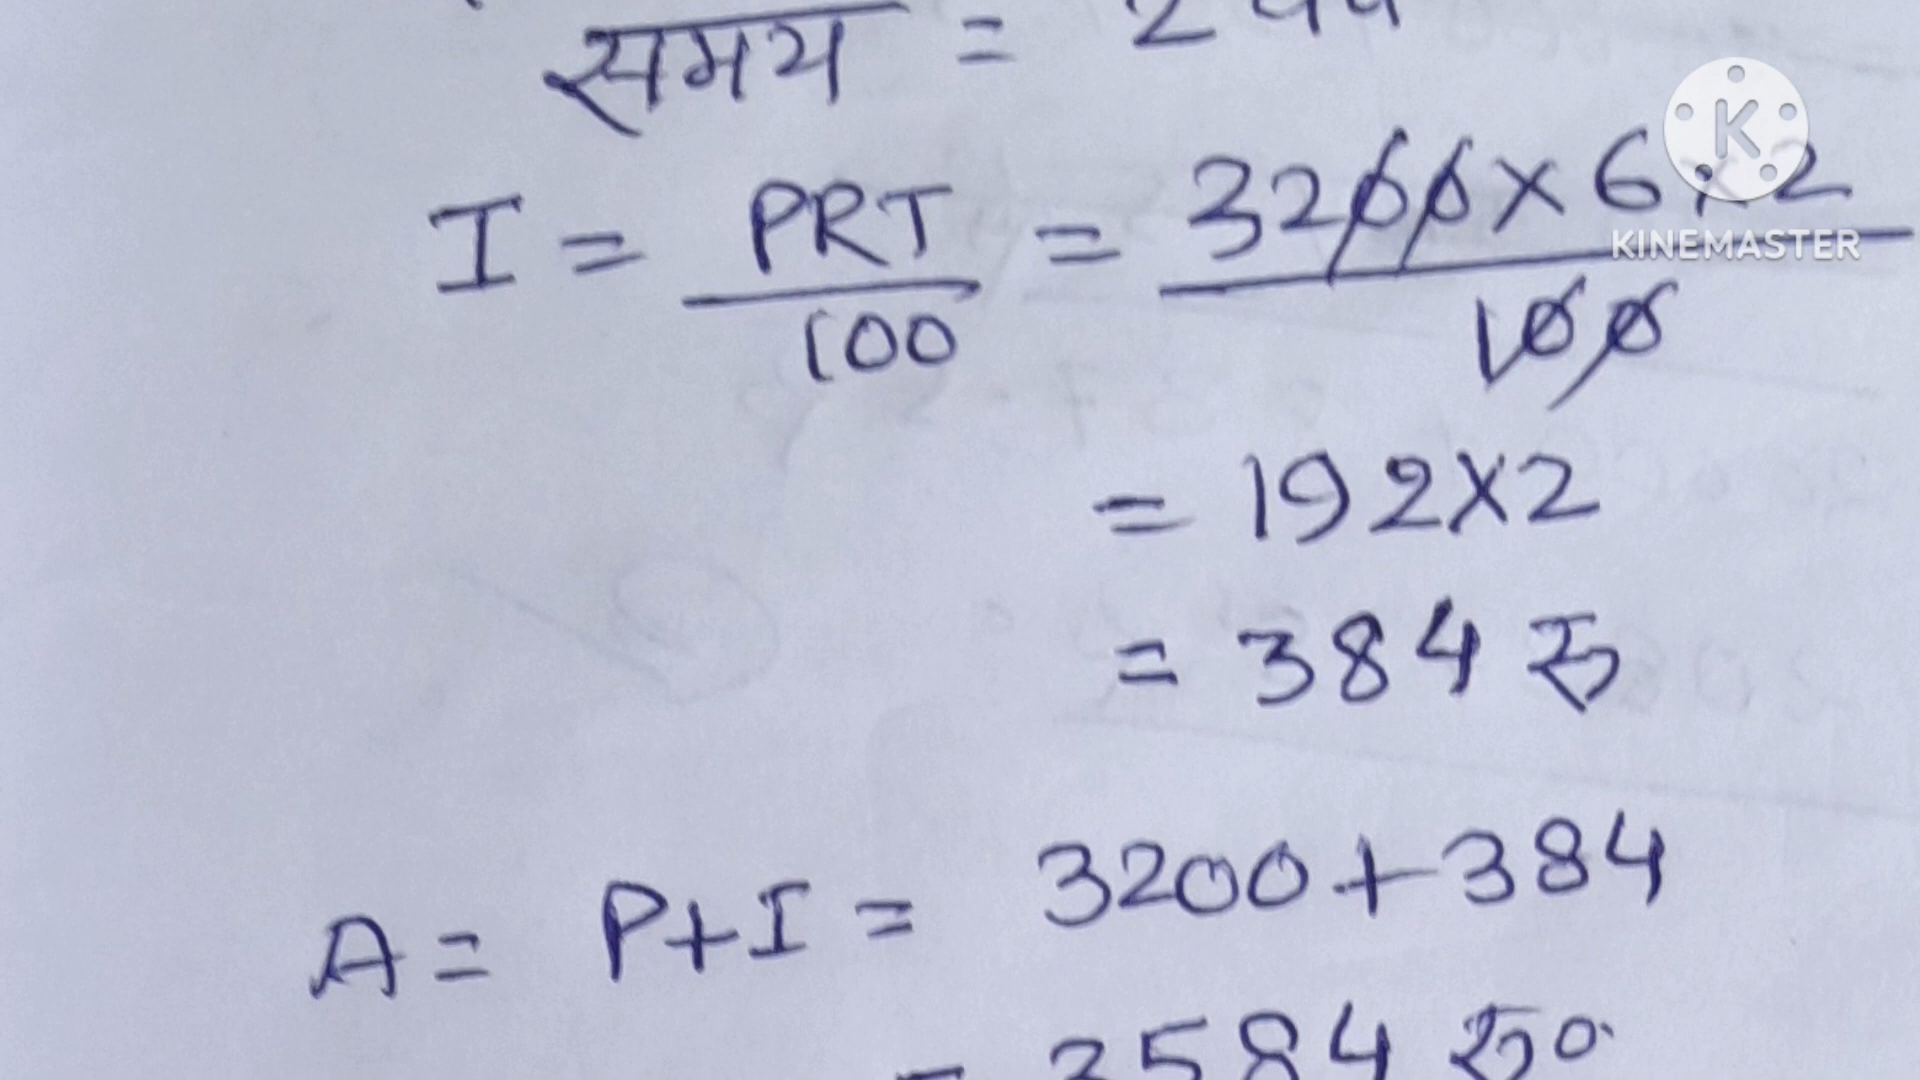 समय = 2 वर्ष
I = PRT/100 = 3200×6×2/100
= 192×2
= 384 रु
A = P+I = 3200+384
= 3584 रु०
KINEMASTER